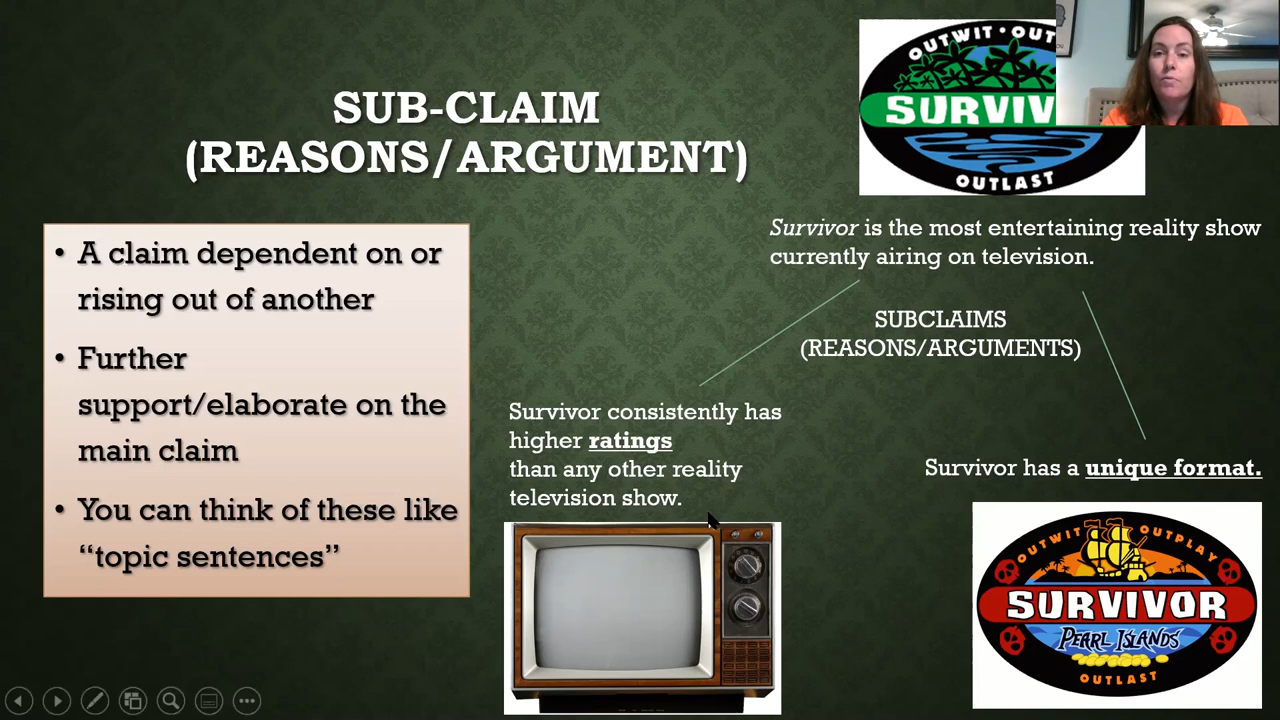 SUB-CLAIM
(REASONS/ARGUMENT)
• A claim dependent on or
rising out of another
• Further
support/elaborate on the
main claim
• You can think of these like
“topic sentences”
OUTWIT • OUT
SURVIV
OUTLAST
Survivor is the most entertaining reality show
currently airing on television.
SUBCLAIMS
(REASONS/ARGUMENTS)
Survivor consistently has
higher ratings
than any other reality
television show.
Survivor has a unique format.
OUTWIT OUTPLAY
SURVIVOR
PEARL ISLANDS
OUTLAST